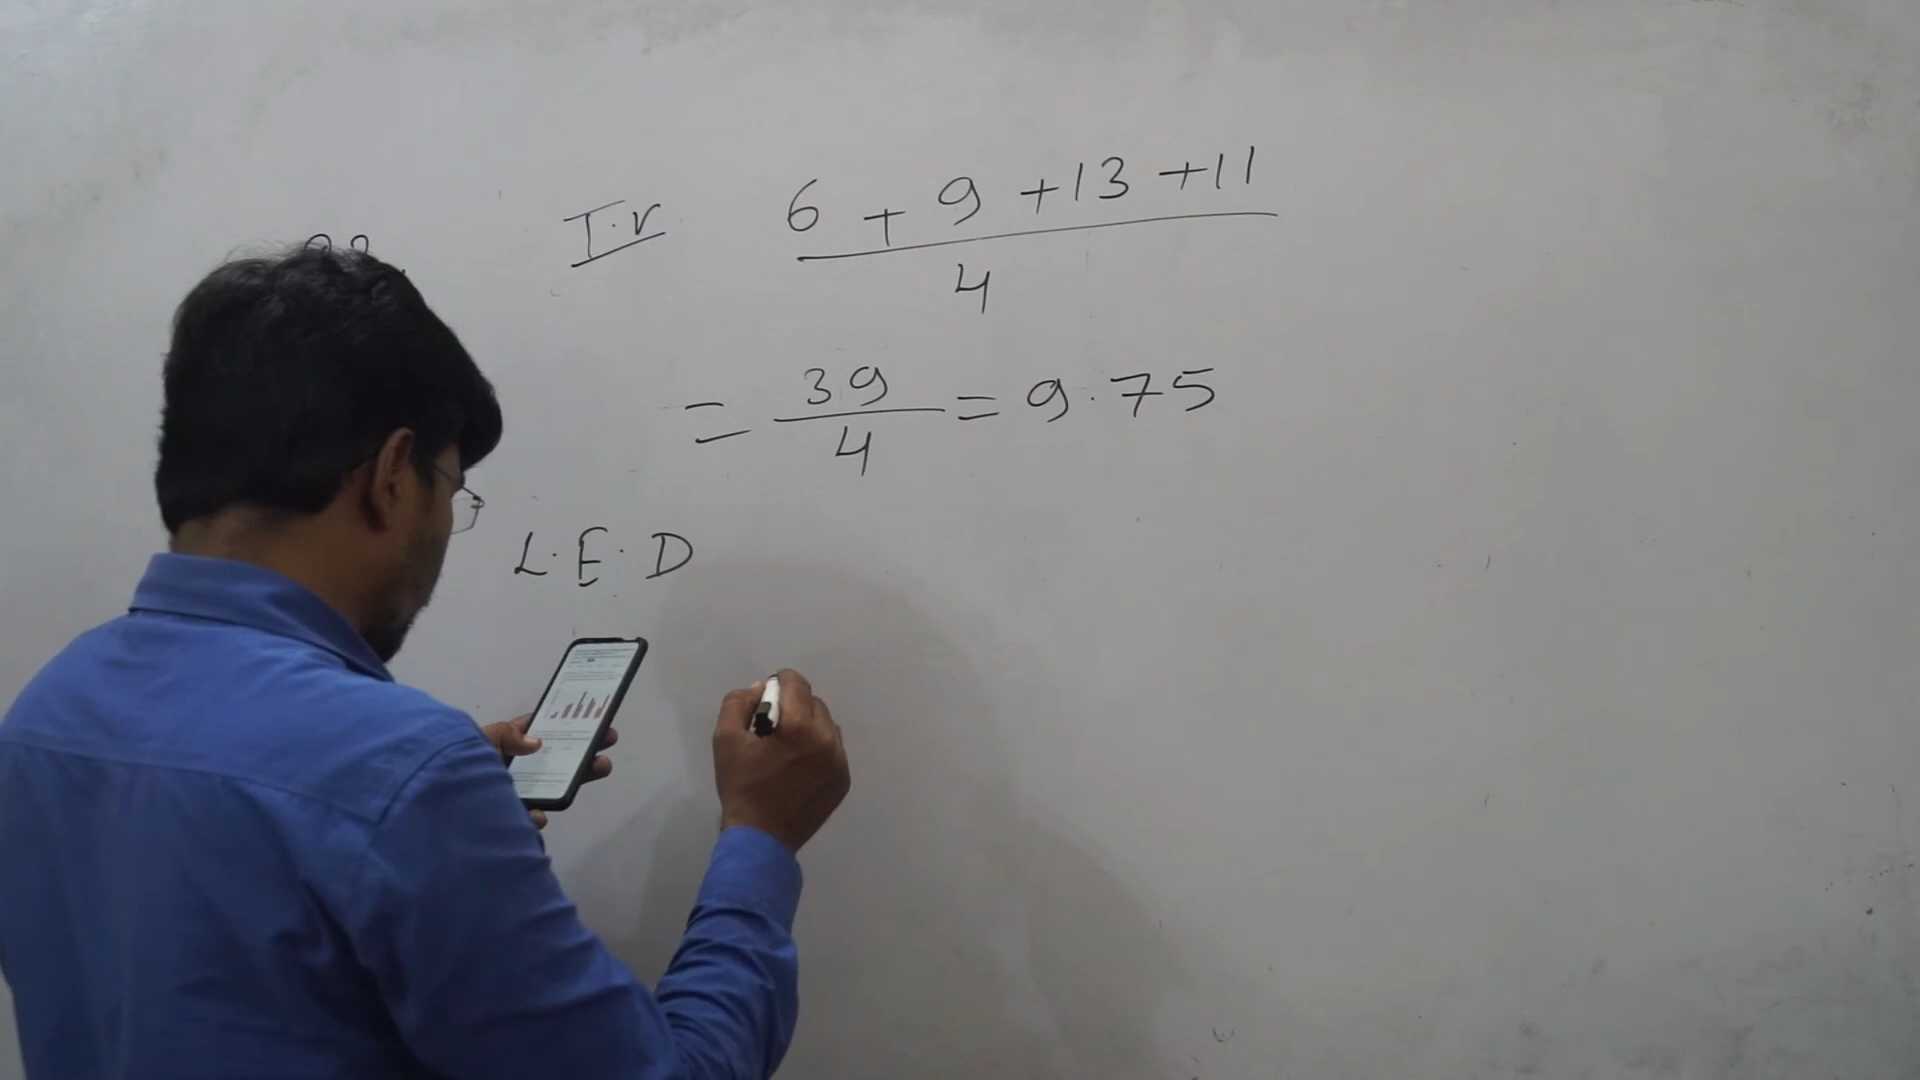 T.V 6 + 9 + 13 + 11
4
= 39 = 9.75
4
L.E.D